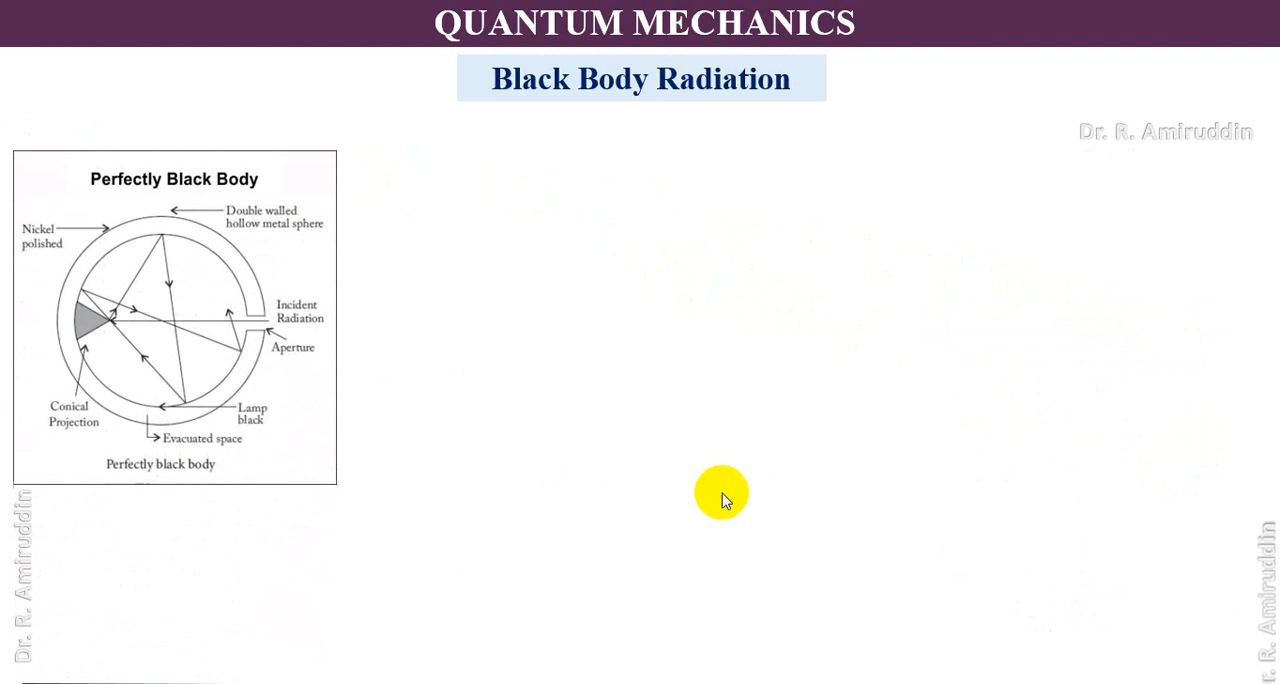 QUANTUM MECHANICS
Black Body Radiation
Dr. R. Amiruddin
Perfectly Black Body
Double walled
hollow metal sphere
Nickel
polished
Incident
Radiation
Aperture
Conical
Projection
Lamp
black
Evacuated space
Perfectly black body
Dr. R. Amiruddin
r. R. Amiruddin